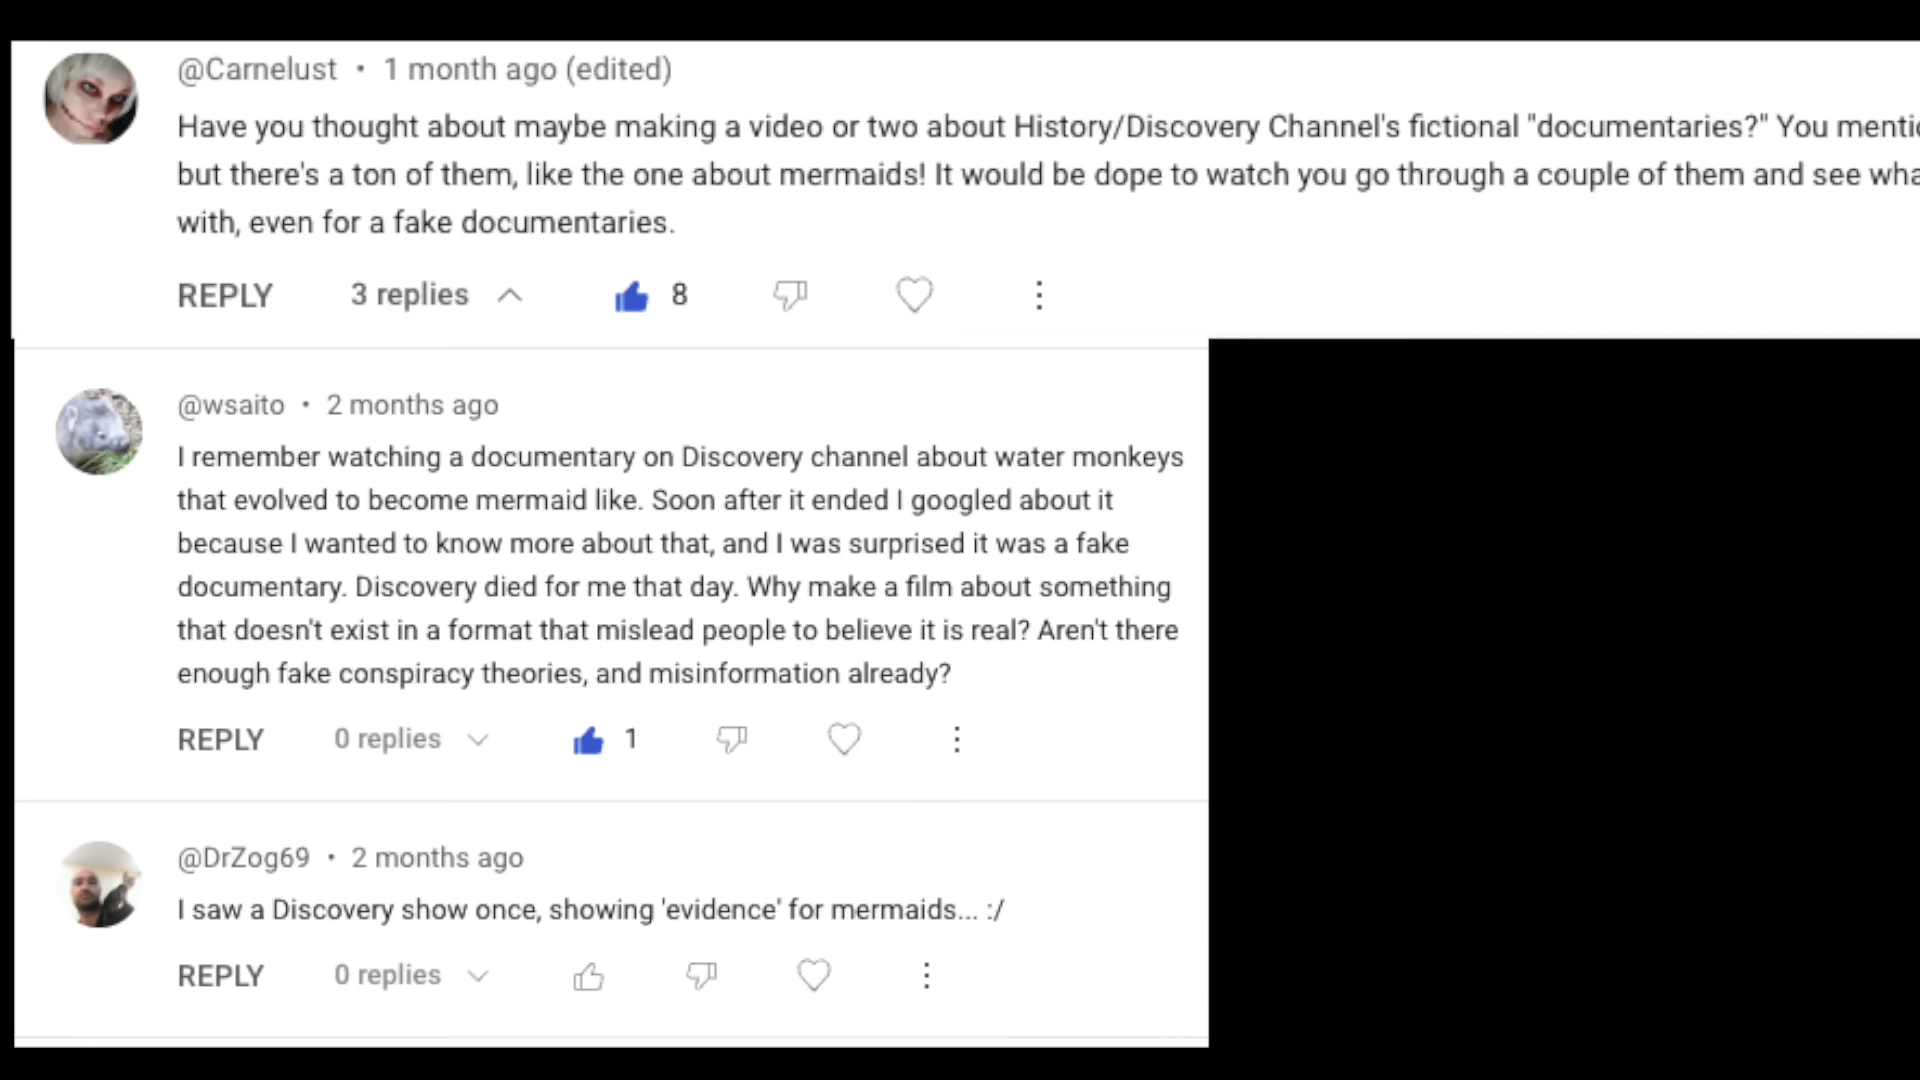 @Carnelust • 1 month ago (edited)
Have you thought about maybe making a video or two about History/Discovery Channel's fictional "documentaries?" You
but there's a ton of them, like the one about mermaids! It would be dope to watch you go through a couple of them and see
with, even for a fake documentaries.
REPLY 3 replies 8
@wsaito • 2 months ago
I remember watching a documentary on Discovery channel about water monkeys
that evolved to become mermaid like. Soon after it ended I googled about it
because I wanted to know more about that, and I was surprised it was a fake
documentary. Discovery died for me that day. Why make a film about something
that doesn't exist in a format that mislead people to believe it is real? Aren't there
enough fake conspiracy theories, and misinformation already?
REPLY 0 replies 1
@DrZog69 • 2 months ago
I saw a Discovery show once, showing 'evidence' for mermaids... :/
REPLY 0 replies